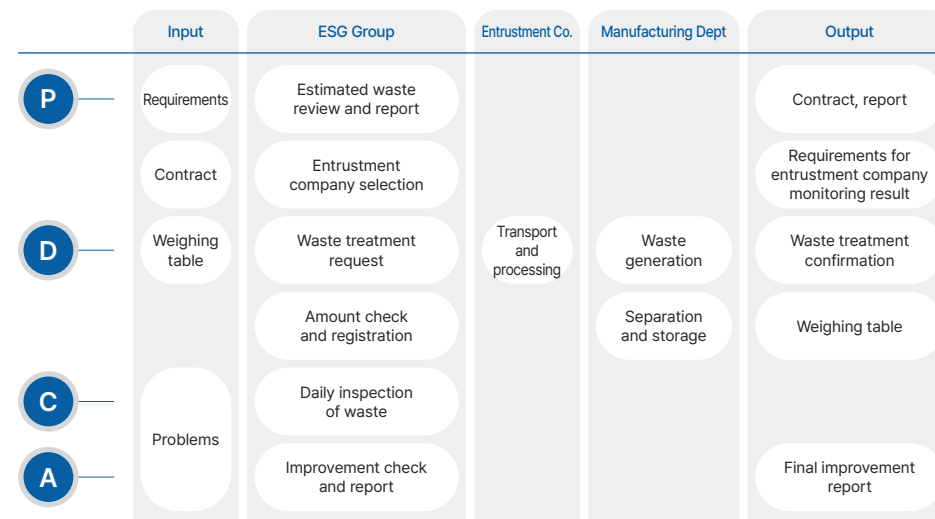 Input
ESG Group
Entrustment Co.
Manufacturing Dept
Output
P
Requirements
Estimated waste
review and report
Contract, report
Contract
Entrustment
company selection
Requirements for
entrustment company
monitoring result
D
Weighing
table
Waste treatment
request
Transport
and
processing
Waste
generation
Waste treatment
confirmation
Amount check
and registration
Separation
and storage
Weighing table
C
Problems
Daily inspection
of waste
A
Improvement check
and report
Final improvement
report